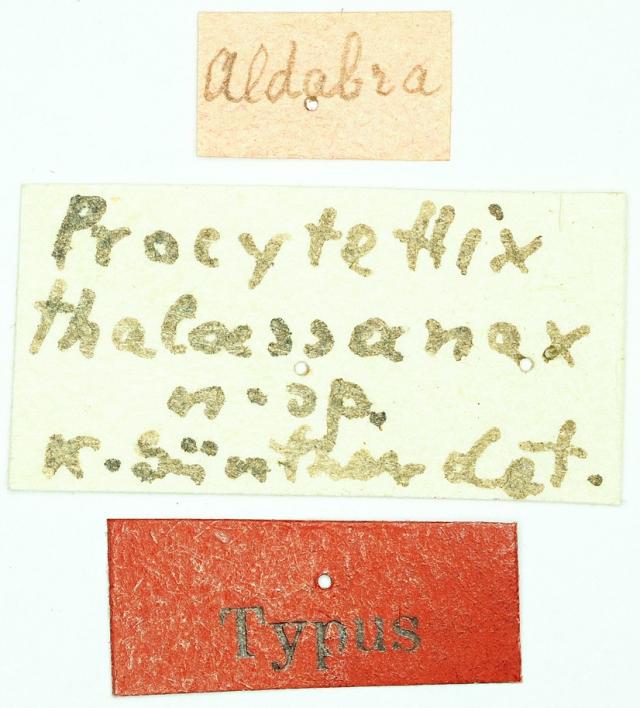 Aldabra
Procytettix
thalassanax
n.sp.
K. Günther det.
Typus